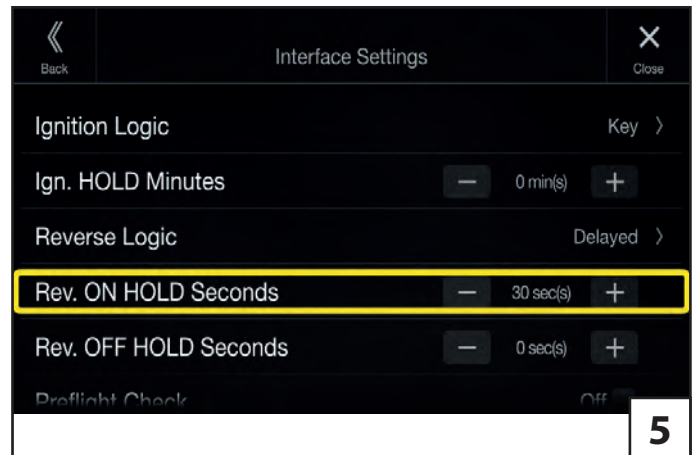 Back
Interface Settings
Close
Ignition Logic Key
Ign. HOLD Minutes − 0 min(s) +
Reverse Logic Delayed
Rev. ON HOLD Seconds − 30 sec(s) +
Rev. OFF HOLD Seconds − 0 sec(s) +
Preflight Check Off
5